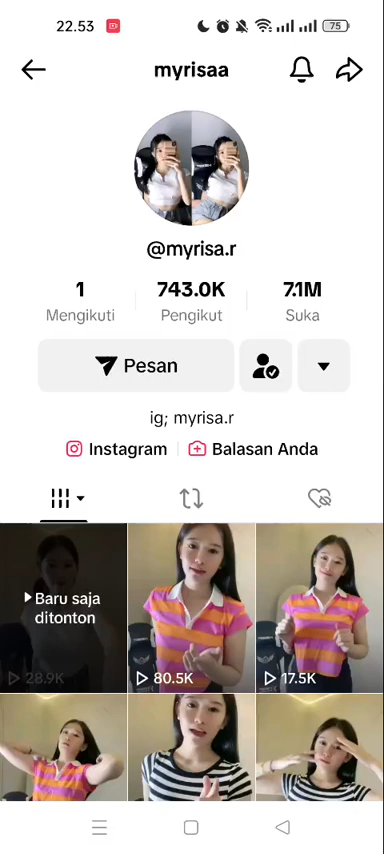 22.53
75
myrisaa
@myrisa.r
1
743.0K
7.1M
Mengikuti
Pengikut
Suka
Pesan
ig; myrisa.r
Instagram
Balasan Anda
Baru saja
ditonton
28.9K
80.5K
17.5K